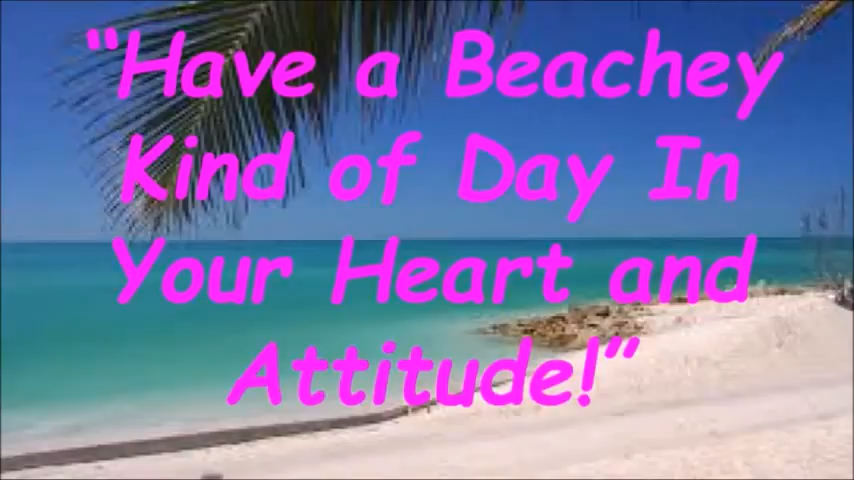 “Have a Beachey
Kind of Day In
Your Heart and
Attitude!”